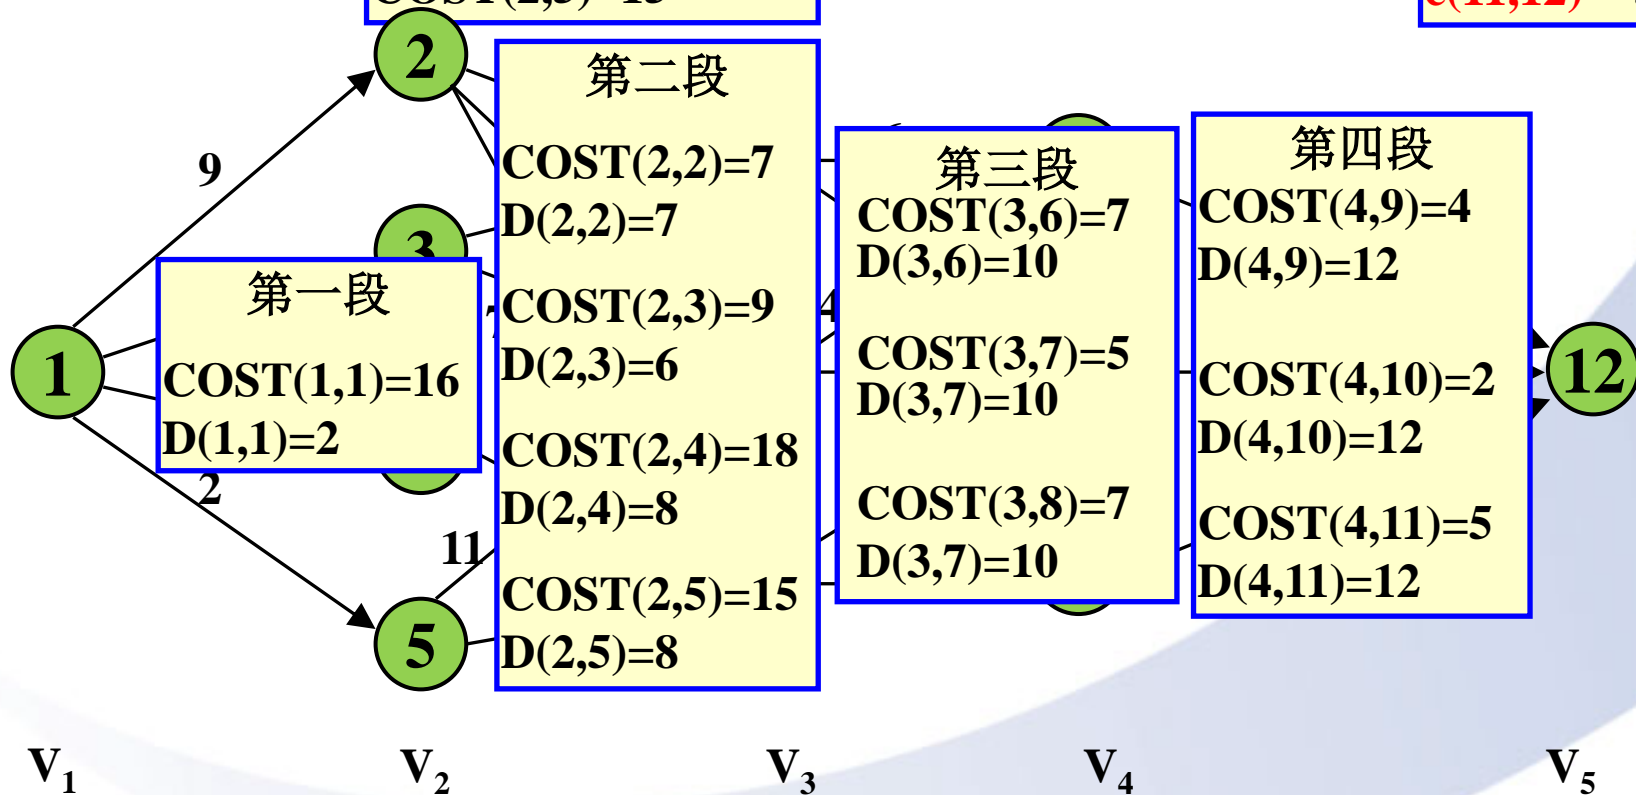 2
9
3
1
2
11
5
12
4
第一段
COST(1,1)=16
D(1,1)=2
第二段
COST(2,2)=7
D(2,2)=7
COST(2,3)=9
D(2,3)=6
COST(2,4)=18
D(2,4)=8
COST(2,5)=15
D(2,5)=8
第三段
COST(3,6)=7
D(3,6)=10
COST(3,7)=5
D(3,7)=10
COST(3,8)=7
D(3,7)=10
第四段
COST(4,9)=4
D(4,9)=12
COST(4,10)=2
D(4,10)=12
COST(4,11)=5
D(4,11)=12
V₁ V₂ V₃ V₄ V₅